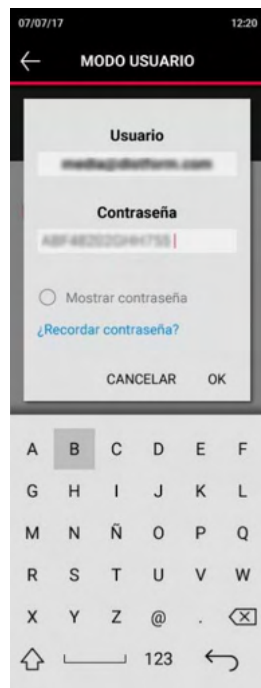 07/07/17 12:20
MODO USUARIO
Usuario
Contraseña
Mostrar contraseña
¿Recordar contraseña?
CANCELAR OK
A B C D E F
G H I J K L
M N Ñ O P Q
R S T U V W
X Y Z @ .
123